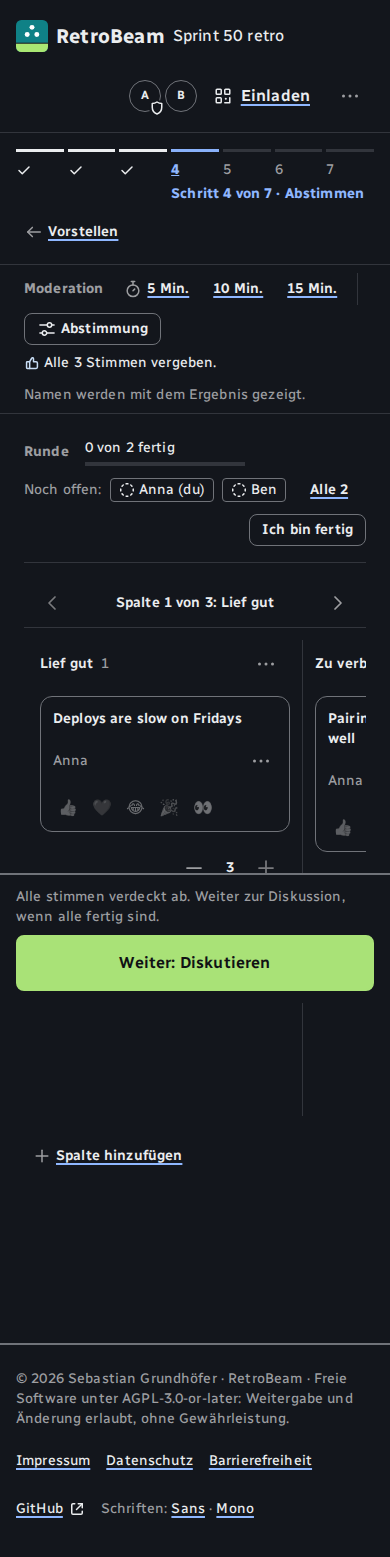 RetroBeam Sprint 50 retro
A B Einladen
4 5 6 7
Schritt 4 von 7 · Abstimmen
Vorstellen
Moderation 5 Min. 10 Min. 15 Min.
Abstimmung
Alle 3 Stimmen vergeben.
Namen werden mit dem Ergebnis gezeigt.
Runde 0 von 2 fertig
Noch offen: Anna (du) Ben Alle 2
Ich bin fertig
Spalte 1 von 3: Lief gut
Lief gut 1
Zu verb
Deploys are slow on Fridays
Anna
Pairin
well
Anna
3
Alle stimmen verdeckt ab. Weiter zur Diskussion,
wenn alle fertig sind.
Weiter: Diskutieren
Spalte hinzufügen
© 2026 Sebastian Grundhöfer · RetroBeam · Freie
Software unter AGPL-3.0-or-later: Weitergabe und
Änderung erlaubt, ohne Gewährleistung.
Impressum Datenschutz Barrierefreiheit
GitHub Schriften: Sans · Mono